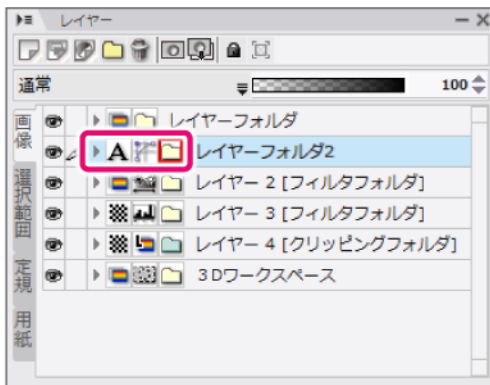 レイヤー
通常
100
画像
選択範囲
定規
用紙
レイヤーフォルダ
A
レイヤーフォルダ2
レイヤー 2 [フィルタフォルダ]
レイヤー 3 [フィルタフォルダ]
レイヤー 4 [クリッピングフォルダ]
3Dワークスペース